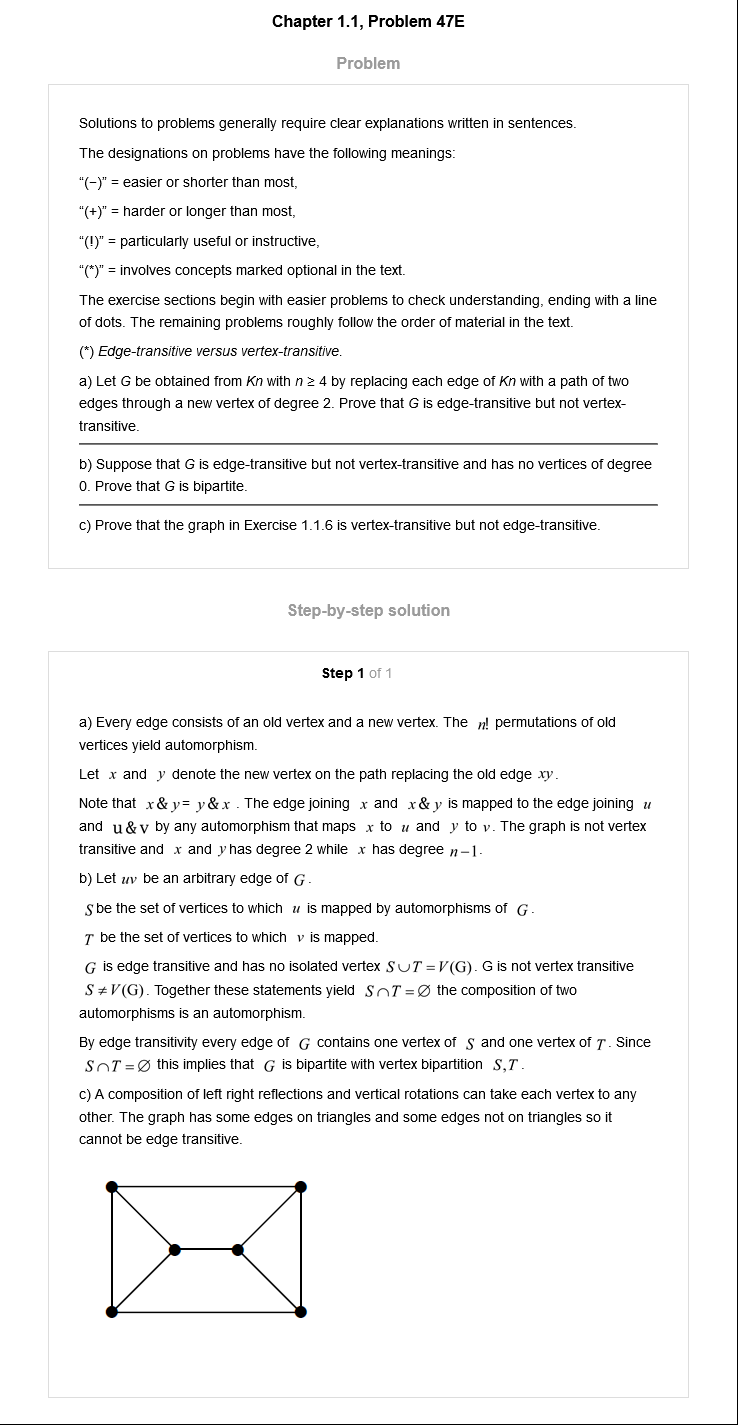 Chapter 1.1, Problem 47E
Problem
Solutions to problems generally require clear explanations written in sentences.
The designations on problems have the following meanings:
“(−)” = easier or shorter than most,
“(+)” = harder or longer than most,
“(!)” = particularly useful or instructive,
“(*)” = involves concepts marked optional in the text.
The exercise sections begin with easier problems to check understanding, ending with a line
of dots. The remaining problems roughly follow the order of material in the text.
(*) Edge-transitive versus vertex-transitive.
a) Let G be obtained from Kn with n ≥ 4 by replacing each edge of Kn with a path of two
edges through a new vertex of degree 2. Prove that G is edge-transitive but not vertex-
transitive.
b) Suppose that G is edge-transitive but not vertex-transitive and has no vertices of degree
0. Prove that G is bipartite.
c) Prove that the graph in Exercise 1.1.6 is vertex-transitive but not edge-transitive.
Step-by-step solution
Step 1 of 1
a) Every edge consists of an old vertex and a new vertex. The n! permutations of old
vertices yield automorphism.
Let x and y denote the new vertex on the path replacing the old edge xy.
Note that x & y = y & x . The edge joining x and x & y is mapped to the edge joining u
and u & v by any automorphism that maps x to u and y to v. The graph is not vertex
transitive and x and y has degree 2 while x has degree n−1.
b) Let uv be an arbitrary edge of G.
S be the set of vertices to which u is mapped by automorphisms of G.
T be the set of vertices to which v is mapped.
G is edge transitive and has no isolated vertex S∪T = V(G). G is not vertex transitive
S ≠ V(G). Together these statements yield S∩T = ∅ the composition of two
automorphisms is an automorphism.
By edge transitivity every edge of G contains one vertex of S and one vertex of T. Since
S∩T = ∅ this implies that G is bipartite with vertex bipartition S,T.
c) A composition of left right reflections and vertical rotations can take each vertex to any
other. The graph has some edges on triangles and some edges not on triangles so it
cannot be edge transitive.